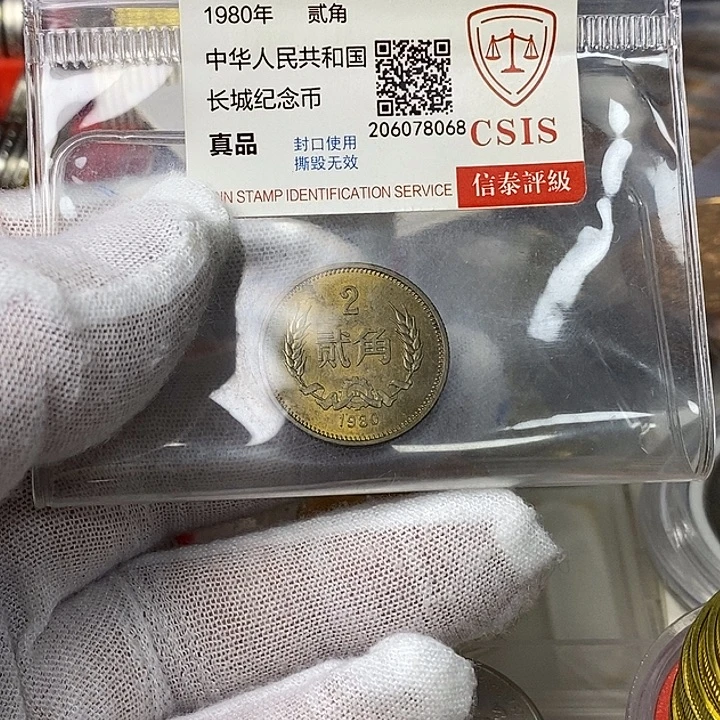 1980年 贰角
中华人民共和国
长城纪念币
206078068
真品
封口使用
撕毁无效
CSIS
IN STAMP IDENTIFICATION SERVICE
信泰評級
2
贰角
1980